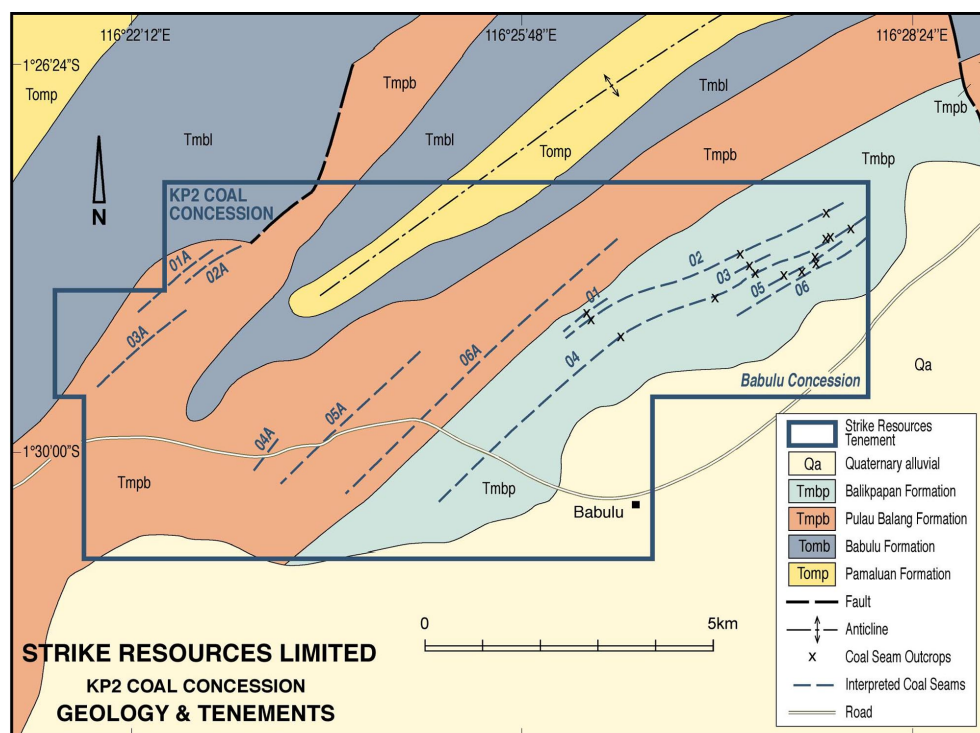 116°22'12"E
116°25'48"E
116°28'24"E
1°26'24"S
Tomp
Tmpb
Tmbl
Tmbl
Tmbl
Tmpb
Tomp
Tmpb
Tmbp
N
KP2 COAL
CONCESSION
01A
02A
02
03
01
05
06
03A
06A
04
Babulu Concession
Qa
05A
04A
1°30'00"S
Tmpb
Tmbp
Babulu
0
5km
STRIKE RESOURCES LIMITED
KP2 COAL CONCESSION
GEOLOGY & TENEMENTS
Strike Resources
Tenement
Qa Quaternary alluvial
Tmbp Balikpapan Formation
Tmpb Pulau Balang Formation
Tomb Babulu Formation
Tomp Pamaluan Formation
Fault
Anticline
x Coal Seam Outcrops
Interpreted Coal Seams
Road